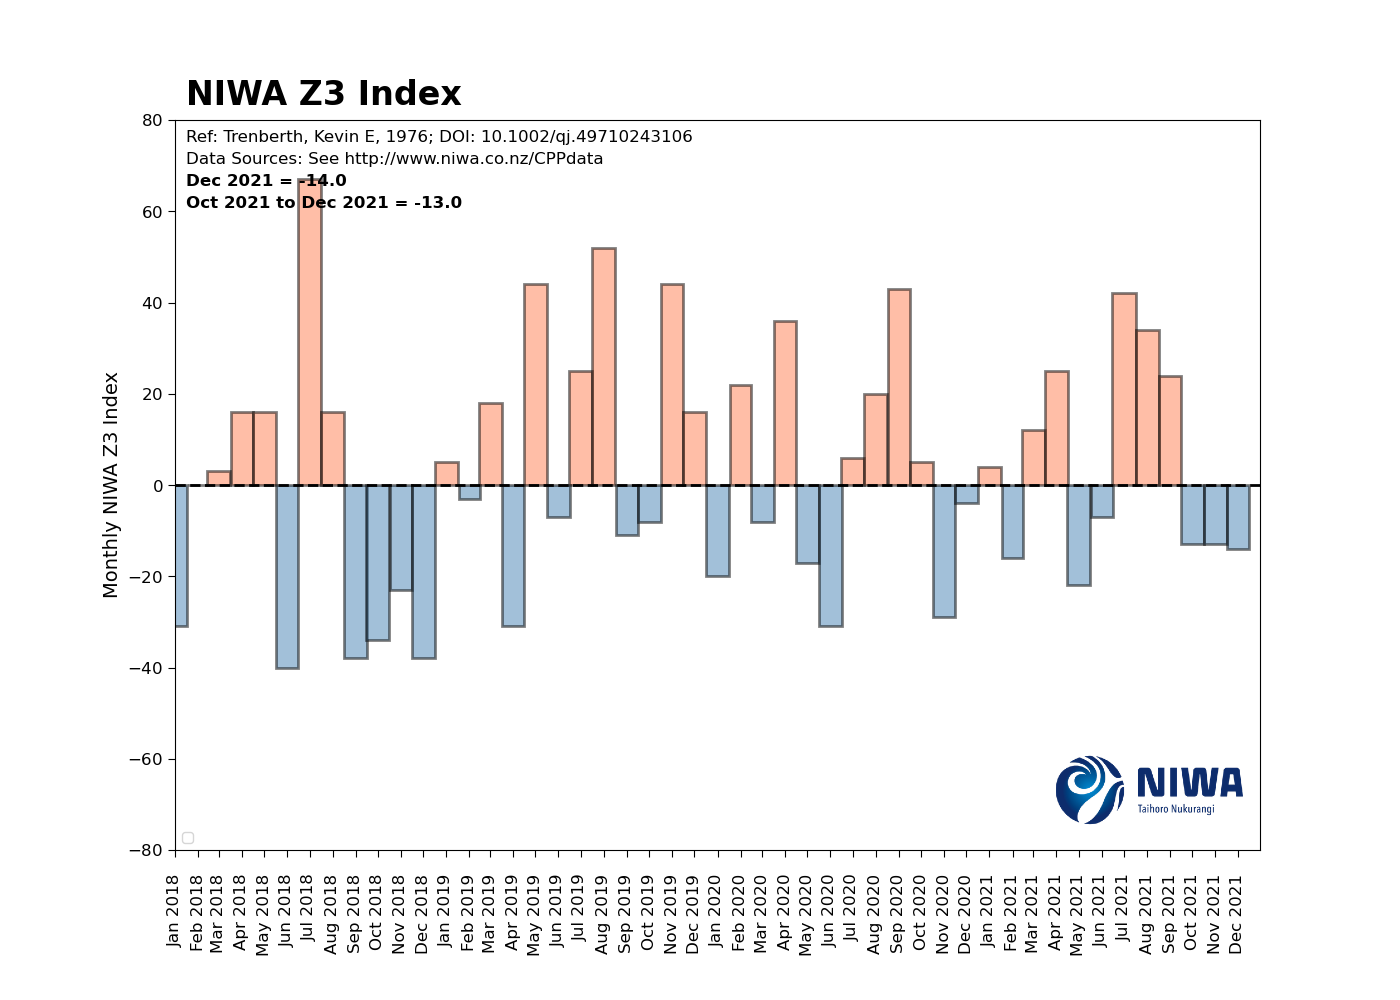 NIWA Z3 Index
Ref: Trenberth, Kevin E, 1976; DOI: 10.1002/qj.49710243106
Data Sources: See http://www.niwa.co.nz/CPPdata
Dec 2021 = -14.0
Oct 2021 to Dec 2021 = -13.0
Monthly NIWA Z3 Index
80
60
40
20
0
−20
−40
−60
−80
NIWA
Taihoro Nukurangi
Jan 2018
Feb 2018
Mar 2018
Apr 2018
May 2018
Jun 2018
Jul 2018
Aug 2018
Sep 2018
Oct 2018
Nov 2018
Dec 2018
Jan 2019
Feb 2019
Mar 2019
Apr 2019
May 2019
Jun 2019
Jul 2019
Aug 2019
Sep 2019
Oct 2019
Nov 2019
Dec 2019
Jan 2020
Feb 2020
Mar 2020
Apr 2020
May 2020
Jun 2020
Jul 2020
Aug 2020
Sep 2020
Oct 2020
Nov 2020
Dec 2020
Jan 2021
Feb 2021
Mar 2021
Apr 2021
May 2021
Jun 2021
Jul 2021
Aug 2021
Sep 2021
Oct 2021
Nov 2021
Dec 2021